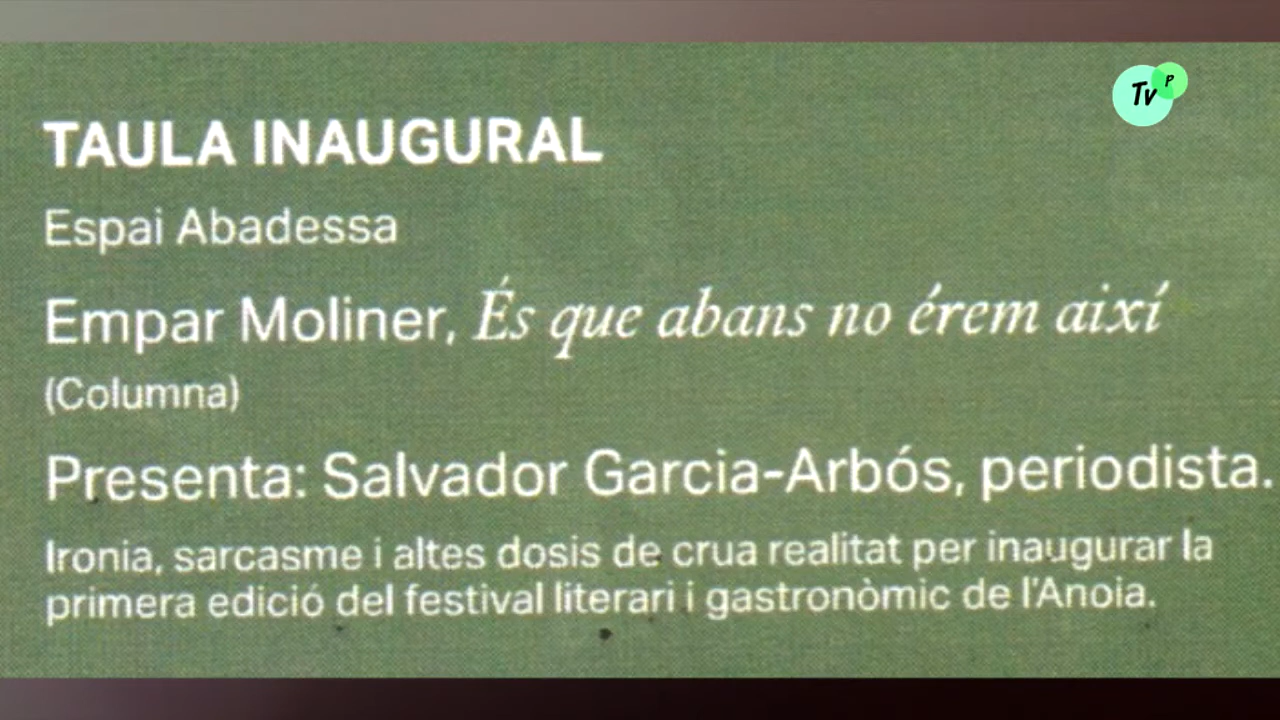 Tv P
TAULA INAUGURAL
Espai Abadessa
Empar Moliner, És que abans no érem així
(Columna)
Presenta: Salvador Garcia-Arbós, periodista.
Ironia, sarcasme i altes dosis de crua realitat per inaugurar la
primera edició del festival literari i gastronòmic de l'Anoia.